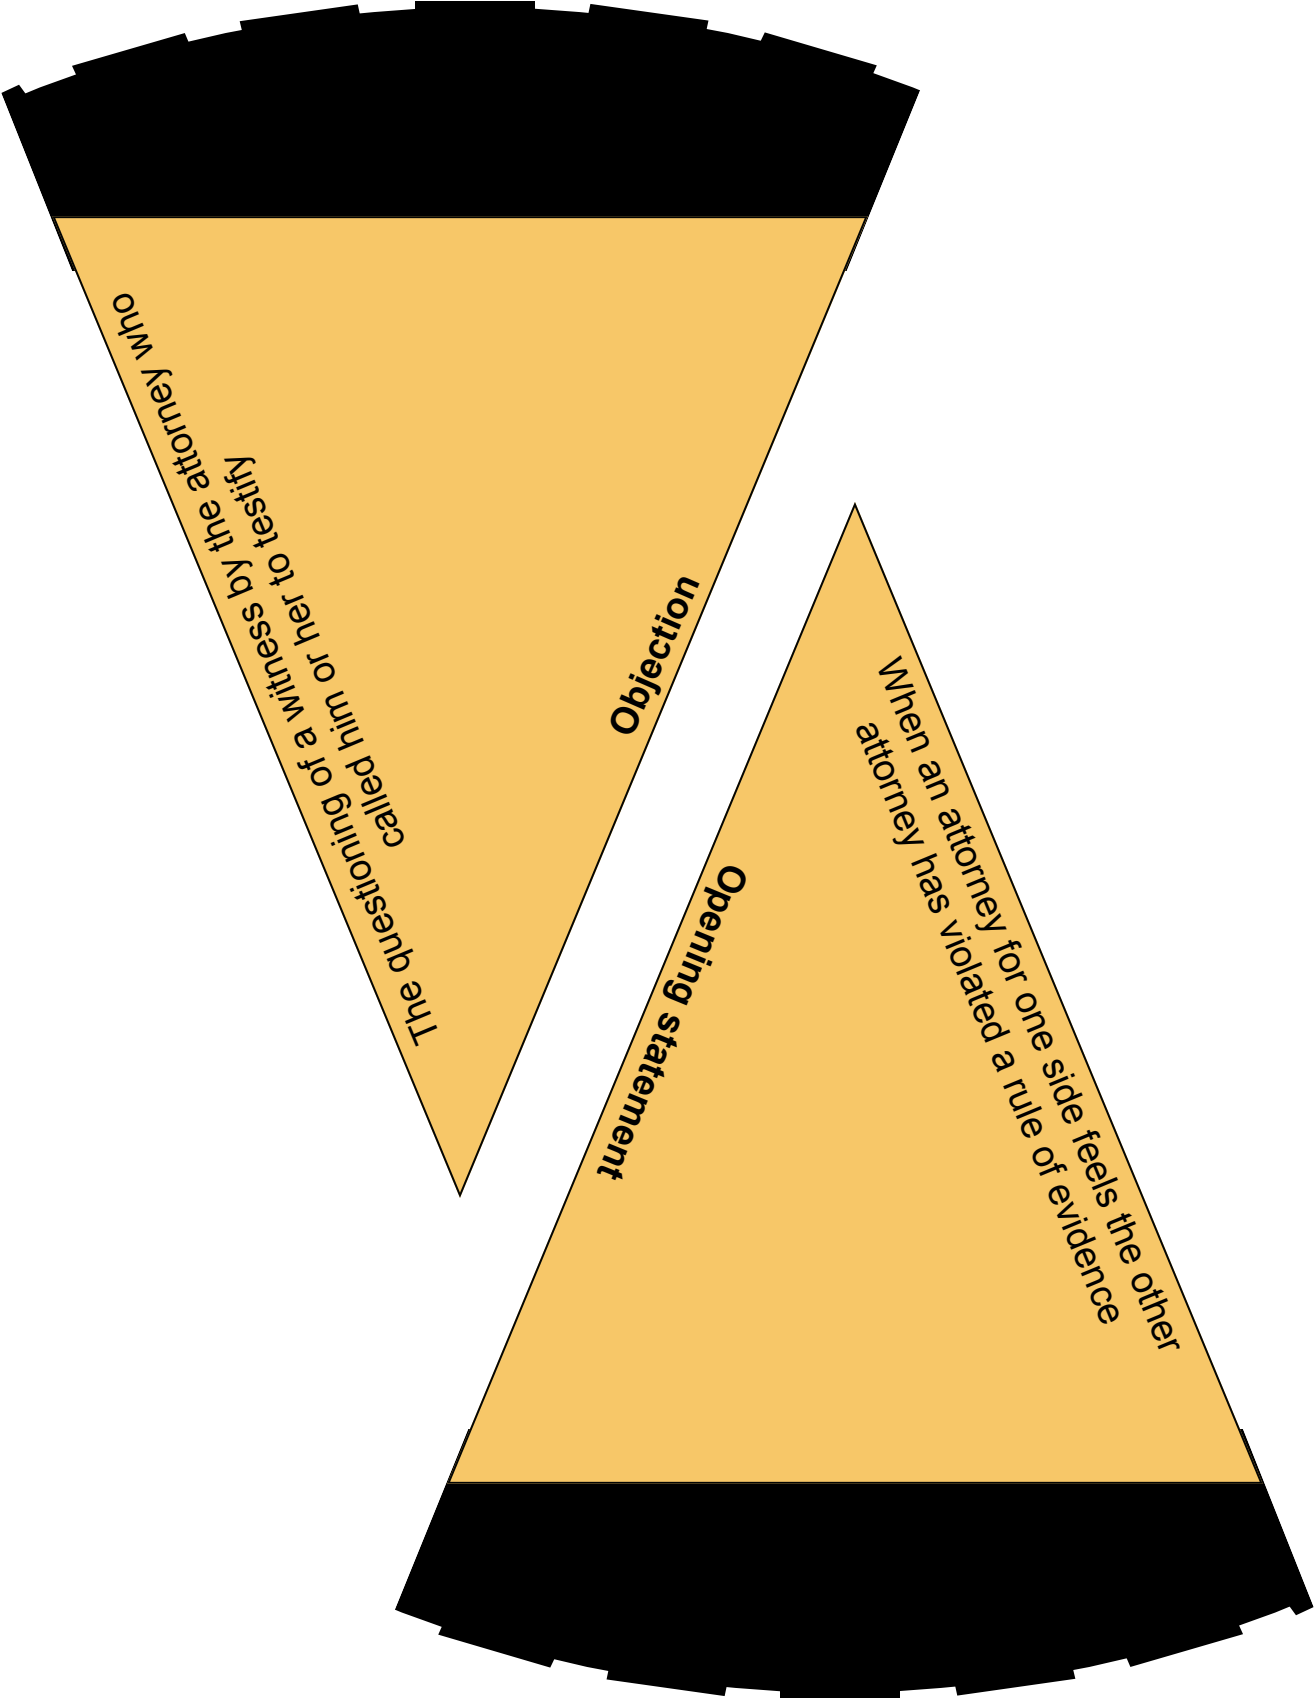 The questioning of a witness by the attorney who
called him or her to testify
Objection
Opening statement
When an attorney for one side feels the other
attorney has violated a rule of evidence